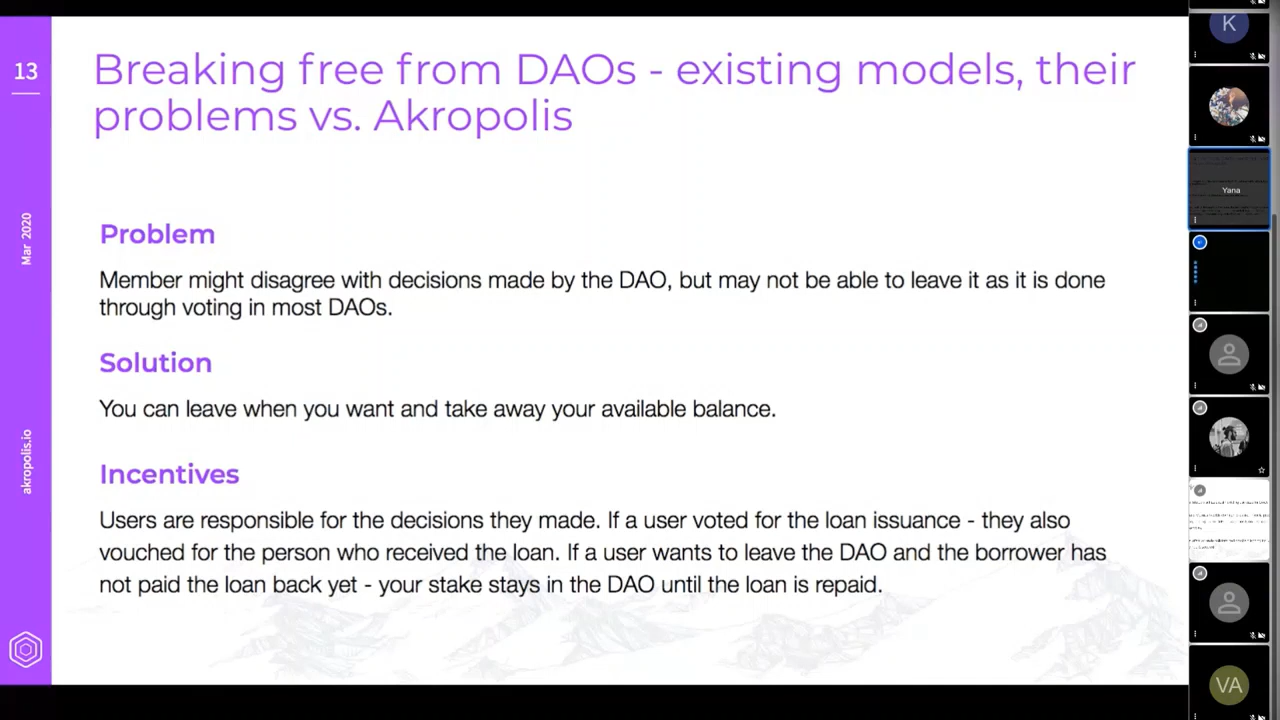 13
Breaking free from DAOs - existing models, their
problems vs. Akropolis
Mar 2020
akropolis.io
Problem
Member might disagree with decisions made by the DAO, but may not be able to leave it as it is done
through voting in most DAOs.
Solution
You can leave when you want and take away your available balance.
Incentives
Users are responsible for the decisions they made. If a user voted for the loan issuance - they also
vouched for the person who received the loan. If a user wants to leave the DAO and the borrower has
not paid the loan back yet - your stake stays in the DAO until the loan is repaid.
K
Yana
VA